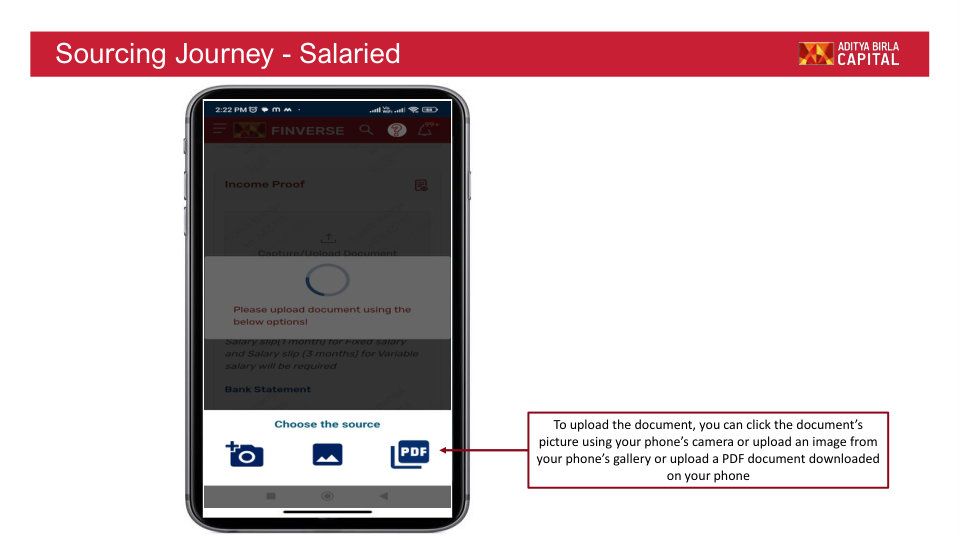 Sourcing Journey - Salaried
ADITYA BIRLA
CAPITAL
2:22 PM
FINVERSE
Income Proof
Capture/Upload Document
Please upload document using the
below options!
Salary slip(1 month) for Fixed salary
and Salary slip (3 months) for Variable
salary will be required
Bank Statement
Choose the source
PDF
To upload the document, you can click the document's
picture using your phone's camera or upload an image from
your phone's gallery or upload a PDF document downloaded
on your phone